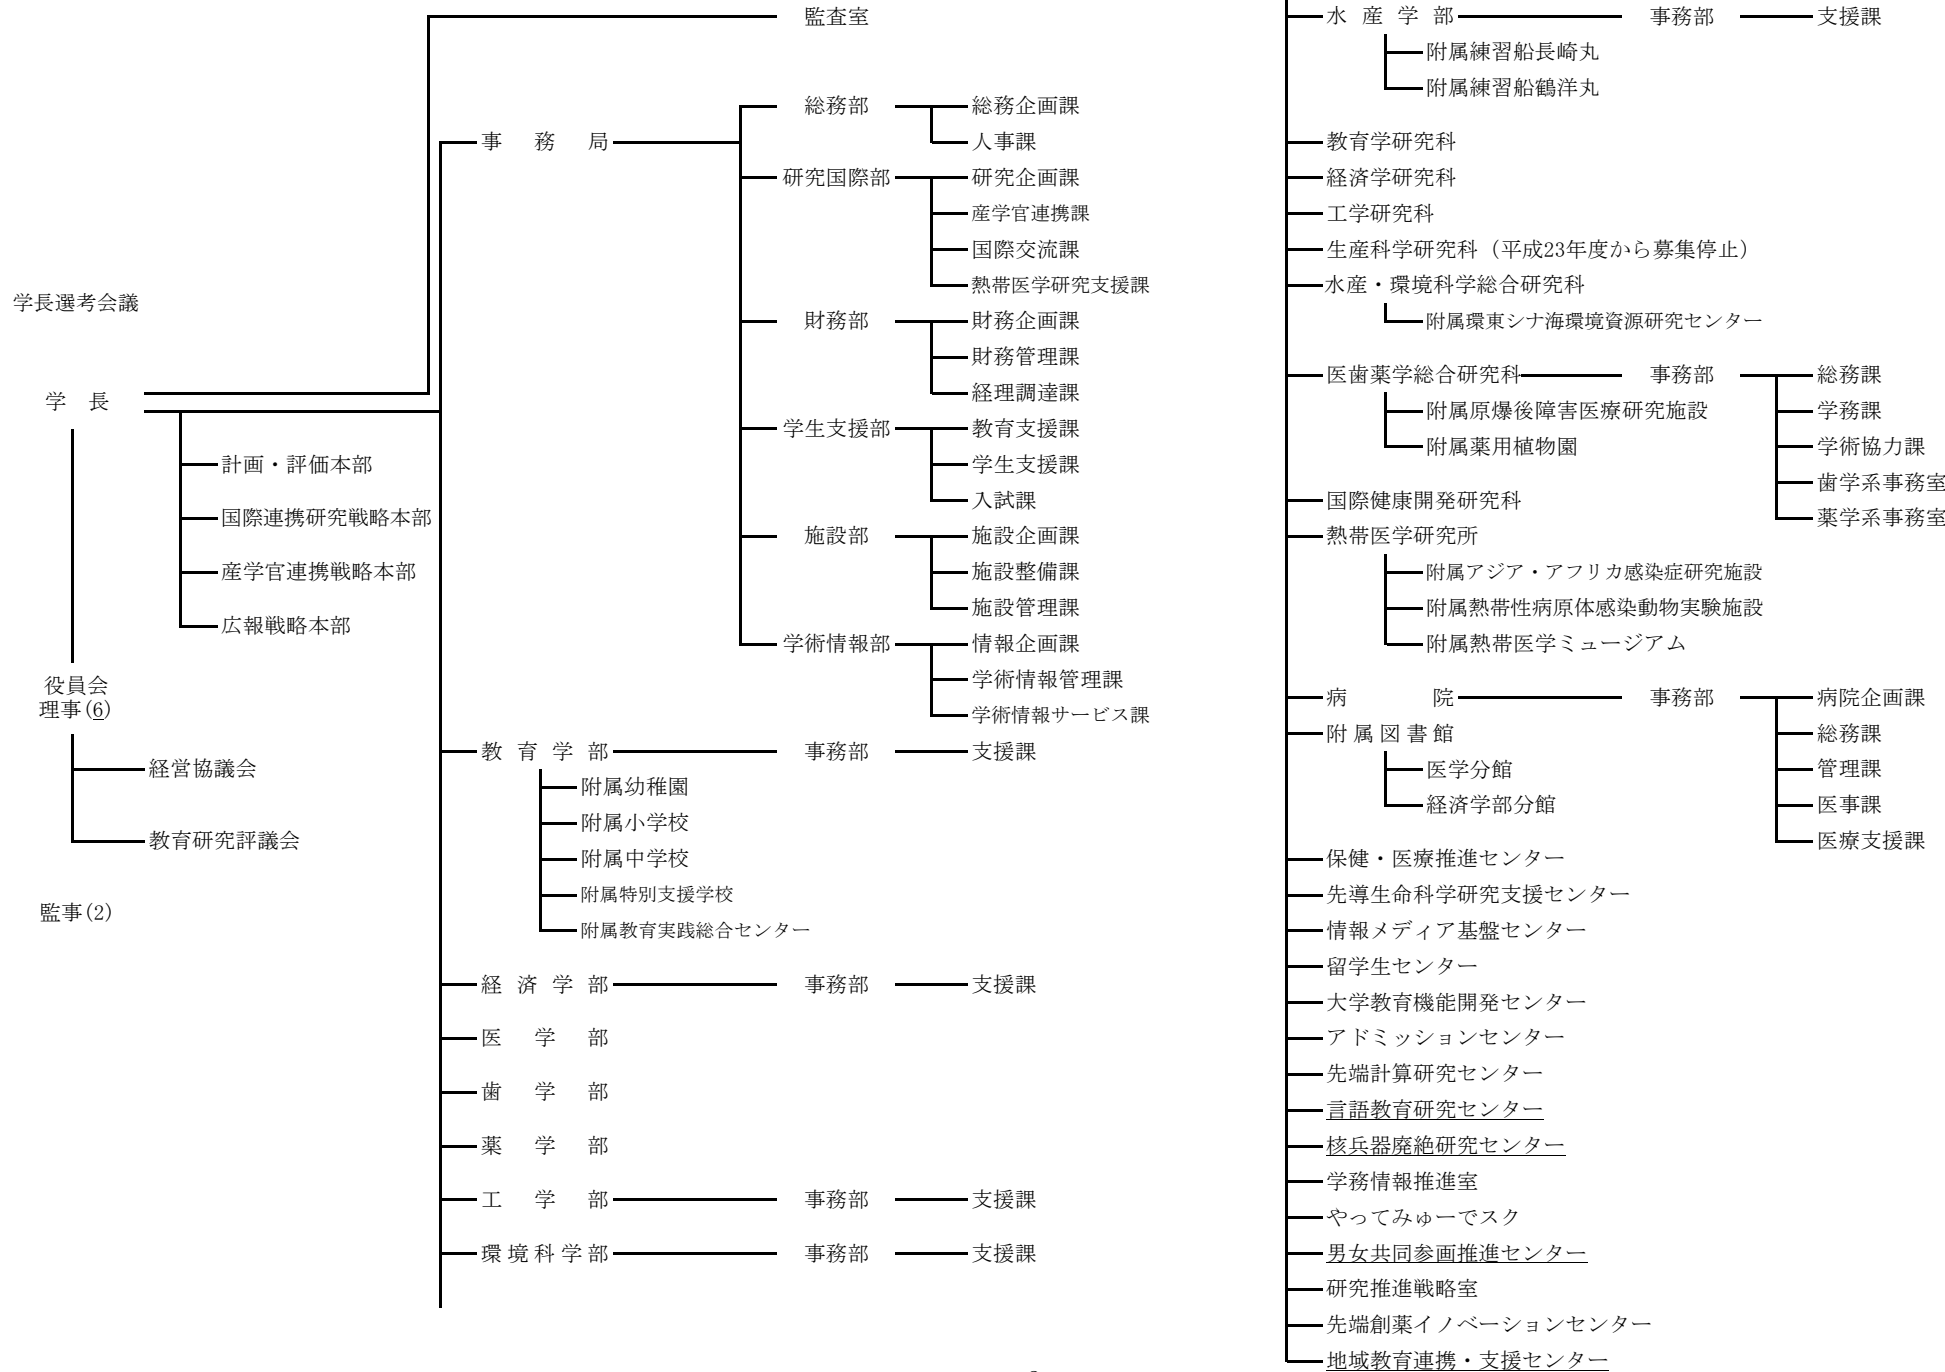 監査室
総務部 総務企画課
事務局 人事課
研究国際部 研究企画課
産学官連携課
国際交流課
熱帯医学研究支援課
学長選考会議
財務部 財務企画課
財務管理課
経理調達課
学長
学生支援部 教育支援課
計画・評価本部 学生支援課
入試課
国際連携研究戦略本部
施設部 施設企画課
産学官連携戦略本部 施設整備課
施設管理課
広報戦略本部
学術情報部 情報企画課
学術情報管理課
学術情報サービス課
役員会
理事(6)
教育学部 事務部 支援課
経営協議会
附属幼稚園
附属小学校
教育研究評議会
附属中学校
附属特別支援学校
監事(2)
附属教育実践総合センター
経済学部 事務部 支援課
医学部
歯学部
薬学部
工学部 事務部 支援課
環境科学部 事務部 支援課
水産学部 事務部 支援課
附属練習船長崎丸
附属練習船鶴洋丸
教育学研究科
経済学研究科
工学研究科
生産科学研究科（平成23年度から募集停止）
水産・環境科学総合研究科
附属環東シナ海環境資源研究センター
医歯薬学総合研究科 事務部 総務課
附属原爆後障害医療研究施設 学務課
附属薬用植物園 学術協力課
歯学系事務室
国際健康開発研究科
薬学系事務室
熱帯医学研究所
附属アジア・アフリカ感染症研究施設
附属熱帯性病原体感染動物実験施設
附属熱帯医学ミュージアム
病院 事務部 病院企画課
附属図書館 総務課
医学分館 管理課
経済学部分館 医事課
医療支援課
保健・医療推進センター
先導生命科学研究支援センター
情報メディア基盤センター
留学生センター
大学教育機能開発センター
アドミッションセンター
先端計算研究センター
言語教育研究センター
核兵器廃絶研究センター
学務情報推進室
やってみゅーでスク
男女共同参画推進センター
研究推進戦略室
先端創薬イノベーションセンター
地域教育連携・支援センター